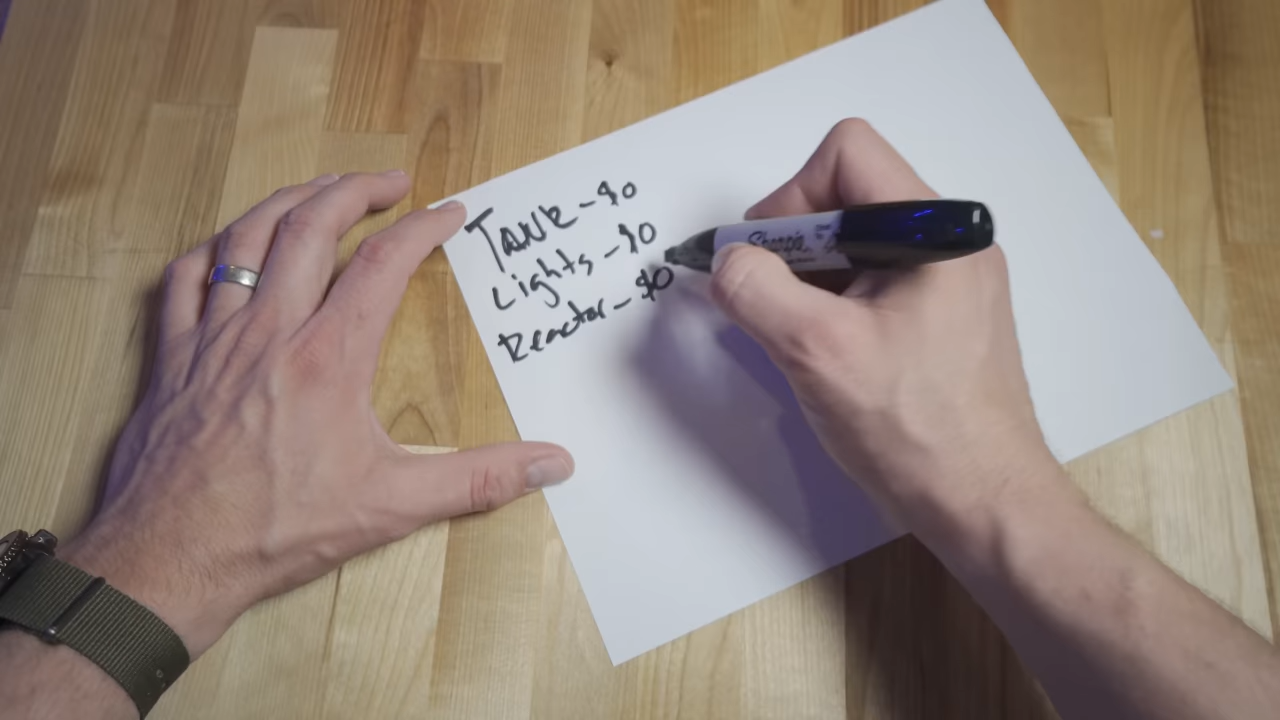 Tank - $0
Lights - $0
Reactor - $0
Sharpie